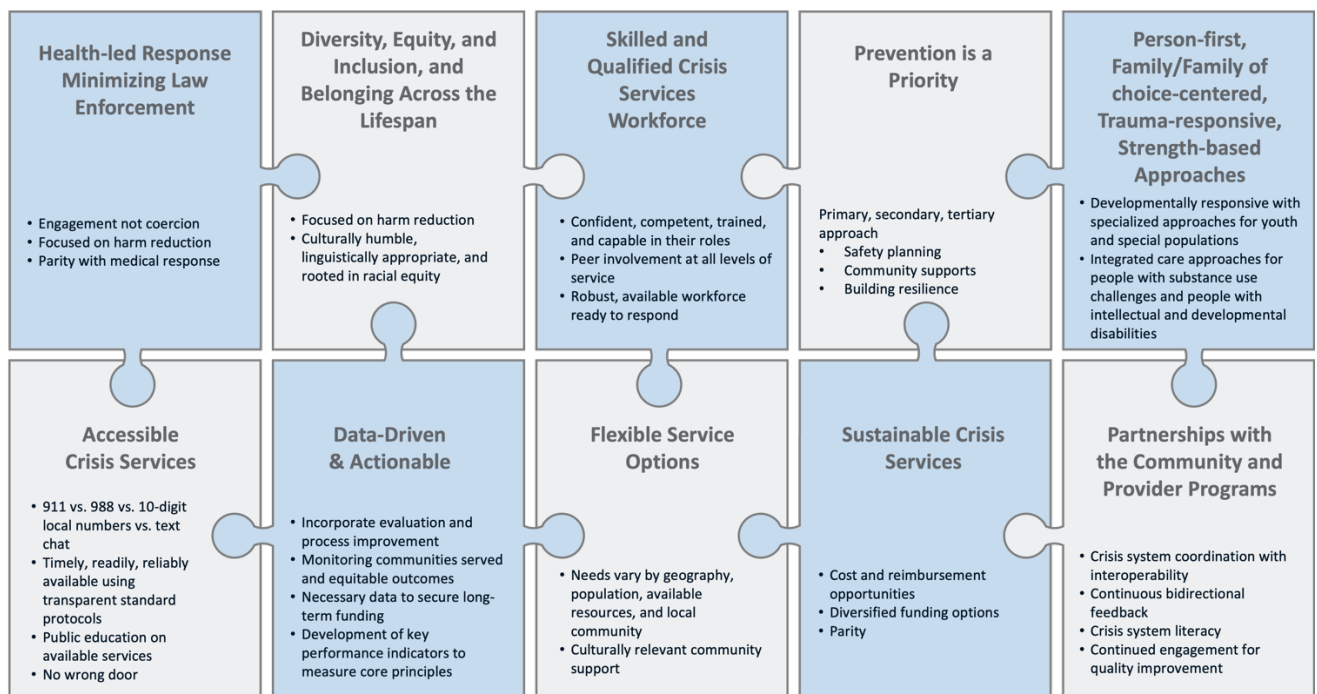 Health-led Response
Minimizing Law
Enforcement
• Engagement not coercion
• Focused on harm reduction
• Parity with medical response
Diversity, Equity, and
Inclusion, and
Belonging Across the
Lifespan
• Focused on harm reduction
• Culturally humble,
linguistically appropriate, and
rooted in racial equity
Skilled and
Qualified Crisis
Services
Workforce
• Confident, competent, trained,
and capable in their roles
• Peer involvement at all levels of
service
• Robust, available workforce
ready to respond
Prevention is a
Priority
Primary, secondary, tertiary
approach
• Safety planning
• Community supports
• Building resilience
Person-first,
Family/Family of
choice-centered,
Trauma-responsive,
Strength-based
Approaches
• Developmentally responsive with
specialized approaches for youth
and special populations
• Integrated care approaches for
people with substance use
challenges and people with
intellectual and developmental
disabilities
Accessible
Crisis Services
• 911 vs. 988 vs. 10-digit
local numbers vs. text
chat
• Timely, readily, reliably
available using
transparent standard
protocols
• Public education on
available services
• No wrong door
Data-Driven
& Actionable
• Incorporate evaluation and
process improvement
• Monitoring communities served
and equitable outcomes
• Necessary data to secure long-
term funding
• Development of key
performance indicators to
measure core principles
Flexible Service
Options
• Needs vary by geography,
population, available
resources, and local
community
• Culturally relevant community
support
Sustainable Crisis
Services
• Cost and reimbursement
opportunities
• Diversified funding options
• Parity
Partnerships with
the Community and
Provider Programs
• Crisis system coordination with
interoperability
• Continuous bidirectional
feedback
• Crisis system literacy
• Continued engagement for
quality improvement